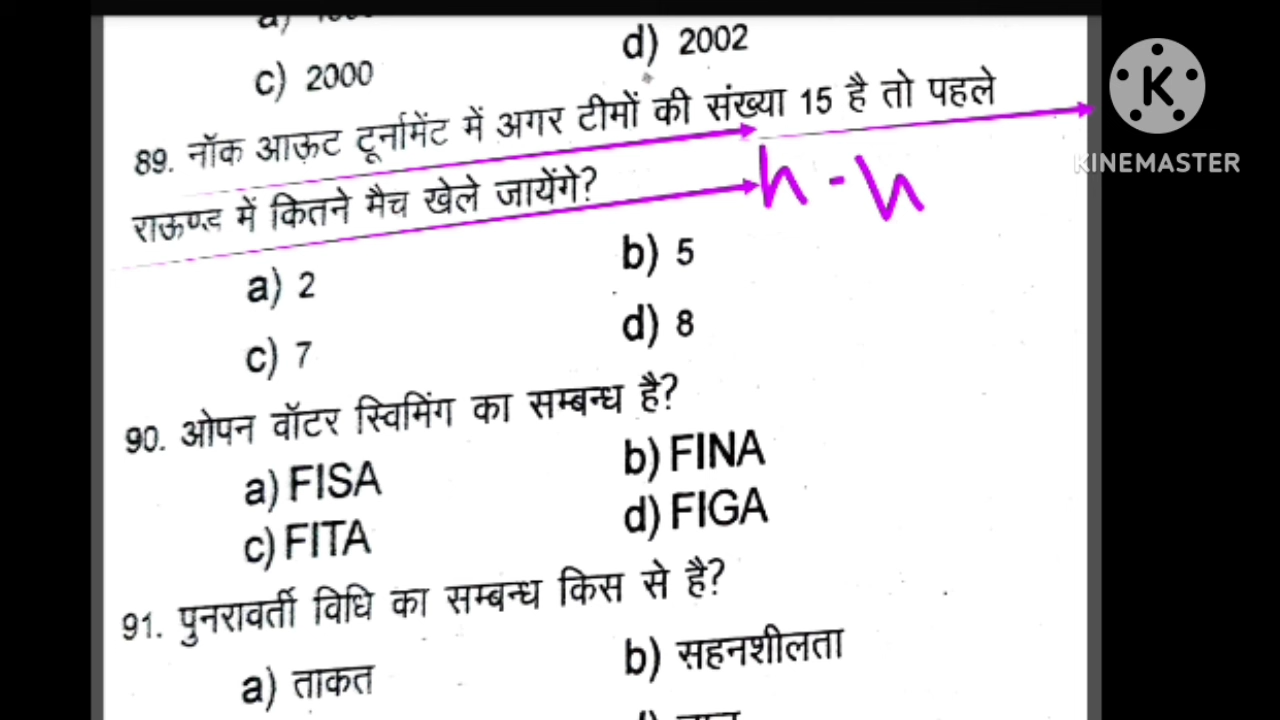 a)
d) 2002
c) 2000
89. नॉक आऊट टूर्नामेंट में अगर टीमों की संख्या 15 है तो पहले
राऊण्ड में कितने मैच खेले जायेंगे?
h - h
a) 2
b) 5
c) 7
d) 8
90. ओपन वॉटर स्विमिंग का सम्बन्ध है?
a) FISA
b) FINA
c) FITA
d) FIGA
91. पुनरावर्ती विधि का सम्बन्ध किस से है?
a) ताकत
b) सहनशीलता
K
KINEMASTER